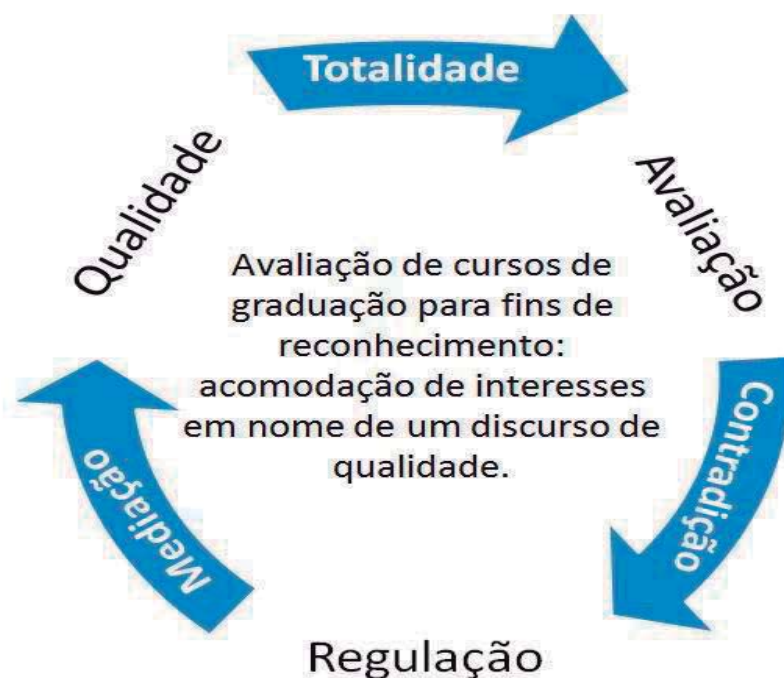 Totalidade
Avaliação
Contradição
Regulação
Mediação
Qualidade
Avaliação de cursos de
graduação para fins de
reconhecimento:
acomodação de interesses
em nome de um discurso de
qualidade.